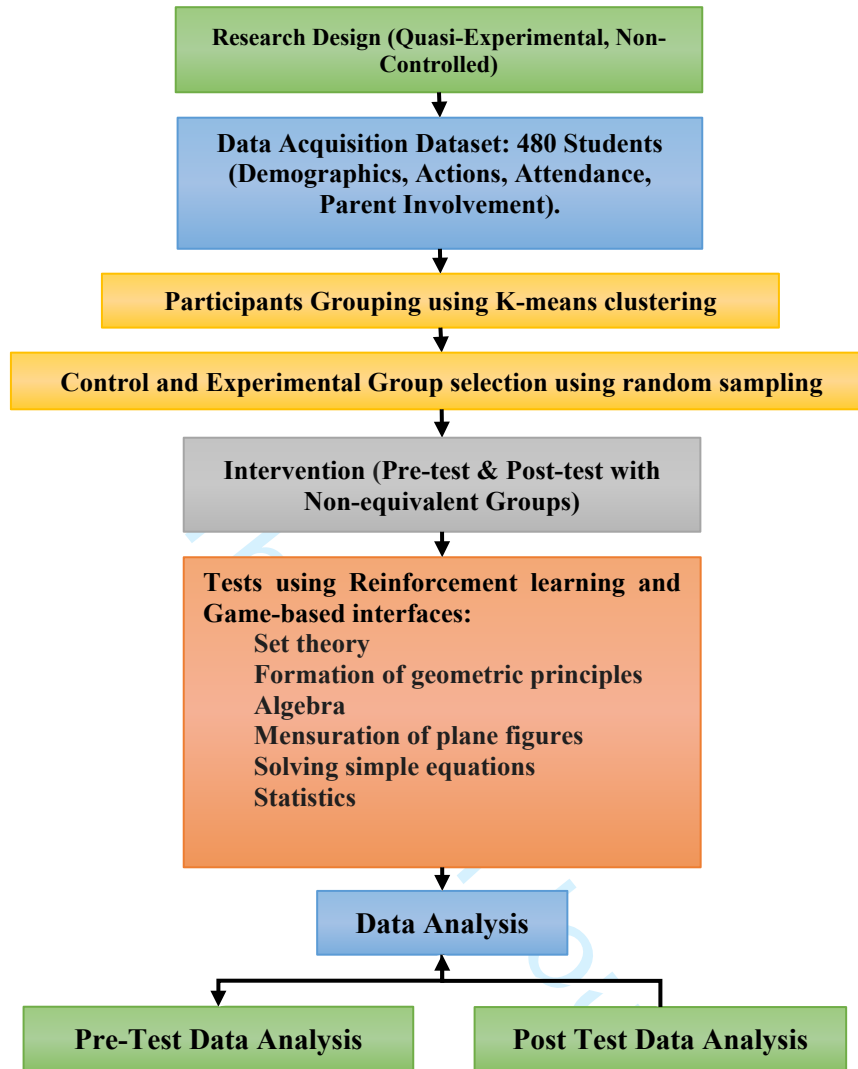 Research Design (Quasi-Experimental, Non-
Controlled)
Data Acquisition Dataset: 480 Students
(Demographics, Actions, Attendance,
Parent Involvement).
Participants Grouping using K-means clustering
Control and Experimental Group selection using random sampling
Intervention (Pre-test & Post-test with
Non-equivalent Groups)
Tests using Reinforcement learning and
Game-based interfaces:
Set theory
Formation of geometric principles
Algebra
Mensuration of plane figures
Solving simple equations
Statistics
Data Analysis
Pre-Test Data Analysis
Post Test Data Analysis